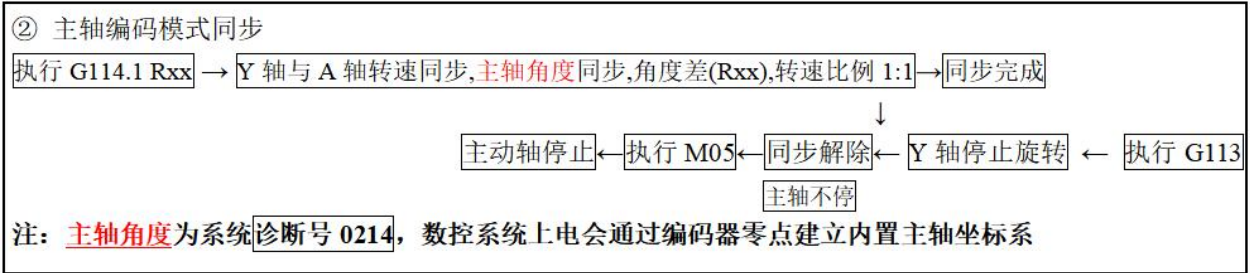 ② 主轴编码模式同步
执行 G114.1 Rxx → Y 轴与 A 轴转速同步,主轴角度同步,角度差(Rxx),转速比例 1:1→同步完成
↓
主动轴停止←执行 M05←同步解除← Y 轴停止旋转 ← 执行 G113
主轴不停
注：主轴角度为系统诊断号 0214，数控系统上电会通过编码器零点建立内置主轴坐标系